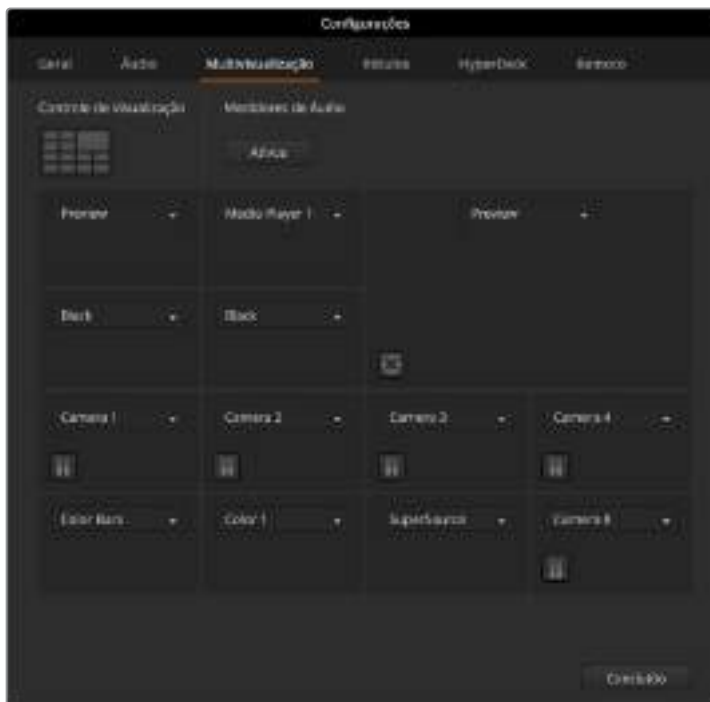 Configurações
Geral Áudio Multivisualização Rótulos HyperDeck Remoto
Controle de Visualização Medidores de Áudio
Ativos
Preview Media Player 1 Preview
Black Black
Camera 1 Camera 2 Camera 3 Camera 4
Color Bars Color 1 SuperSource Camera 8
Concluído